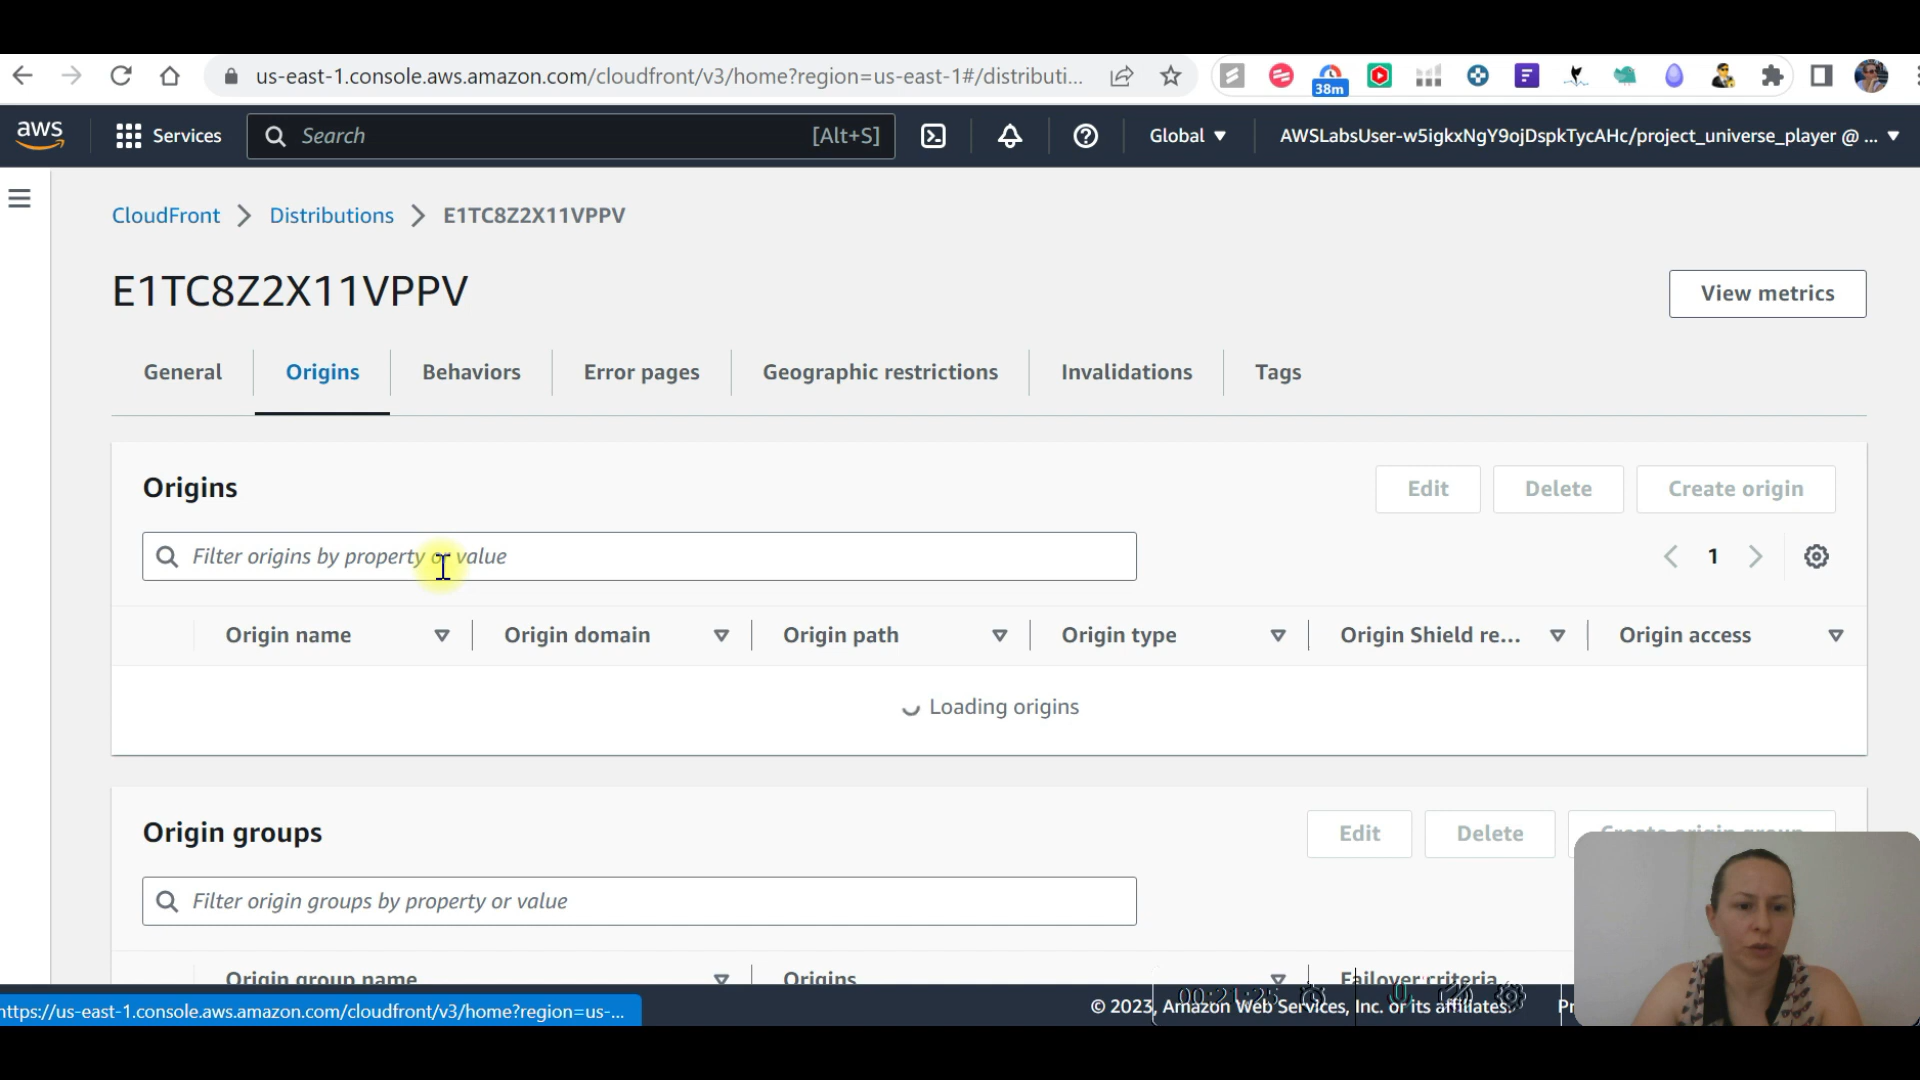 us-east-1.console.aws.amazon.com/cloudfront/v3/home?region=us-east-1#/distributi...
38m
aws
Services
Search
[Alt+S]
Global
AWSLabsUser-w5igkxNgY9ojDspkTycAHc/project_universe_player @ ...
CloudFront
Distributions
E1TC8Z2X11VPPV
E1TC8Z2X11VPPV
View metrics
General
Origins
Behaviors
Error pages
Geographic restrictions
Invalidations
Tags
Origins
Edit
Delete
Create origin
Filter origins by property or value
1
Origin name
Origin domain
Origin path
Origin type
Origin Shield re...
Origin access
Loading origins
Origin groups
Edit
Delete
Create origin group
Filter origin groups by property or value
Origin group name
Origins
Failover criteria
https://us-east-1.console.aws.amazon.com/cloudfront/v3/home?region=us-...
© 2023, Amazon Web Services, Inc. or its affiliates.